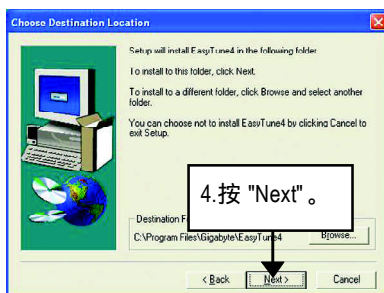 Choose Destination Location
Setup will install EasyTune4 in the following folder.
To install to this folder, click Next.
To install to a different folder, click Browse and select another
folder.
You can choose not to install EasyTune4 by clicking Cancel to
exit Setup.
4.按 "Next"。
Destination F
C:\Program Files\Gigabyte\EasyTune4
Browse...
< Back
Next >
Cancel